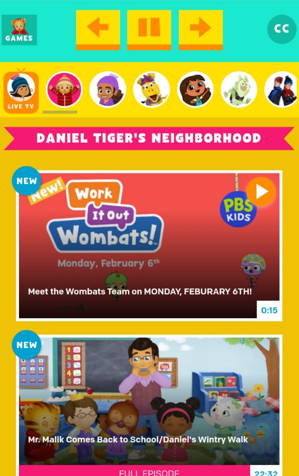 GAMES
CC
LIVE TV
DANIEL TIGER'S NEIGHBORHOOD
NEW
New!
Work
It Out
Wombats!
PBS
KIDS
Monday, February 6th
Meet the Wombats Team on MONDAY, FEBURARY 6TH!
0:15
NEW
Mr. Malik Comes Back to School/Daniel's Wintry Walk
FULL EPISODE
22:32